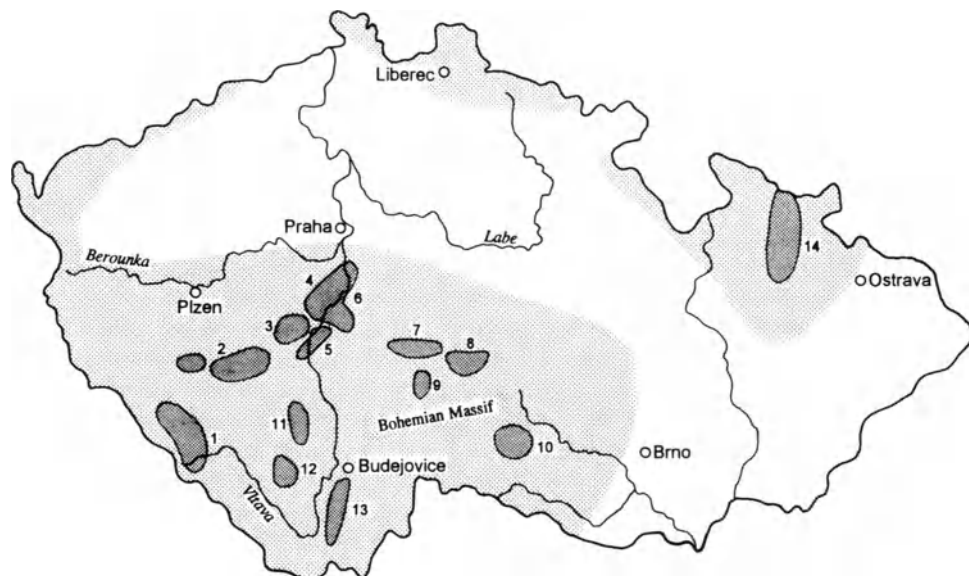 Liberec
Praha
Labe
Berounka
Plzen
Ostrava
14
4
6
3
5
7
8
2
9
Bohemian Massif
11
1
10
Brno
12
Budejovice
Vltava
13